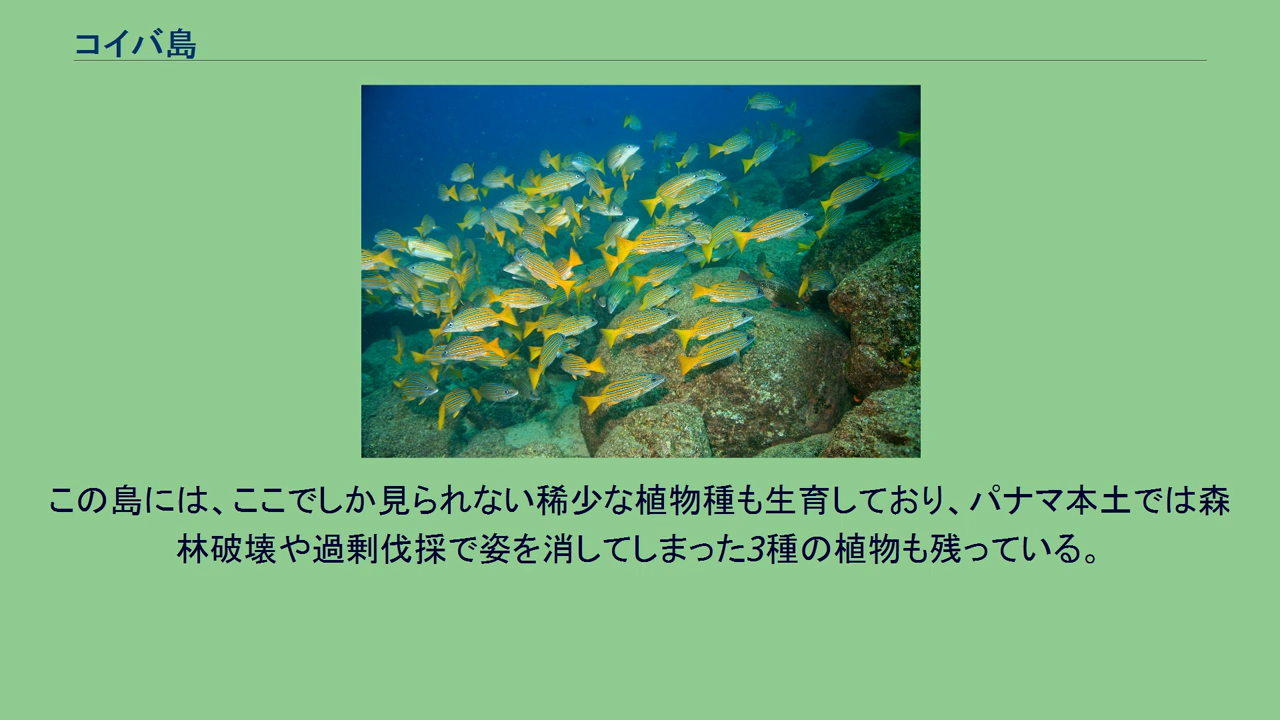 コイバ島
この島には、ここでしか見られない稀少な植物種も生育しており、パナマ本土では森
林破壊や過剰伐採で姿を消してしまった3種の植物も残っている。